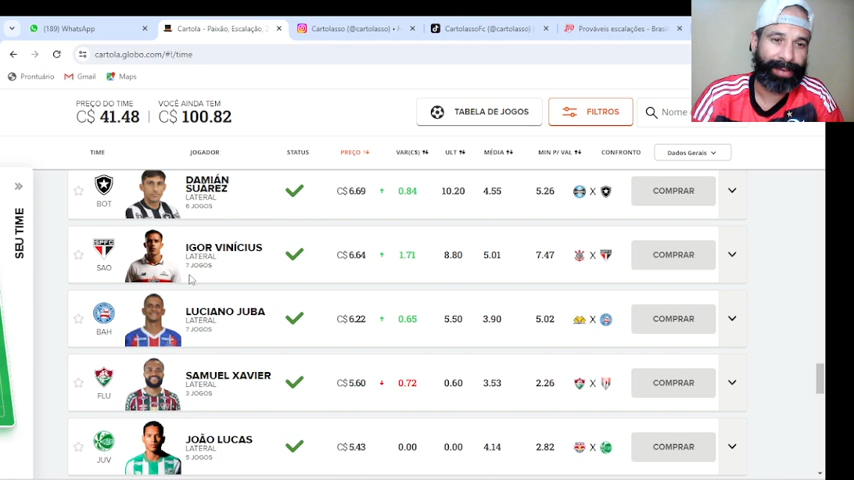 (189) WhatsApp
Cartola - Paixão, Escalação, 
Cartolasso (@cartolasso) •
CartolassoFc (@cartolasso) |
Prováveis escalações - Brasil
cartola.globo.com/#!/time
Prontuário
Gmail
Maps
PREÇO DO TIME
C$ 41.48
VOCÊ AINDA TEM
C$ 100.82
TABELA DE JOGOS
FILTROS
Nome
TIME JOGADOR STATUS PREÇO VAR(C$) ULT MÉDIA MIN P/ VAL CONFRONTO Dados Gerais
SEU TIME
BOT
DAMIÁN
SUAREZ
LATERAL
6 JOGOS
C$ 6.69 0.84 10.20 4.55 5.26 X COMPRAR
SPFC
SAO
IGOR VINÍCIUS
LATERAL
7 JOGOS
C$ 6.64 1.71 8.80 5.01 7.47 X COMPRAR
BAH
LUCIANO JUBA
LATERAL
7 JOGOS
C$ 6.22 0.65 5.50 3.90 5.02 X COMPRAR
FLU
SAMUEL XAVIER
LATERAL
3 JOGOS
C$ 5.60 0.72 0.60 3.53 2.26 X COMPRAR
JUV
JOÃO LUCAS
LATERAL
5 JOGOS
C$ 5.43 0.00 0.00 4.14 2.82 X COMPRAR